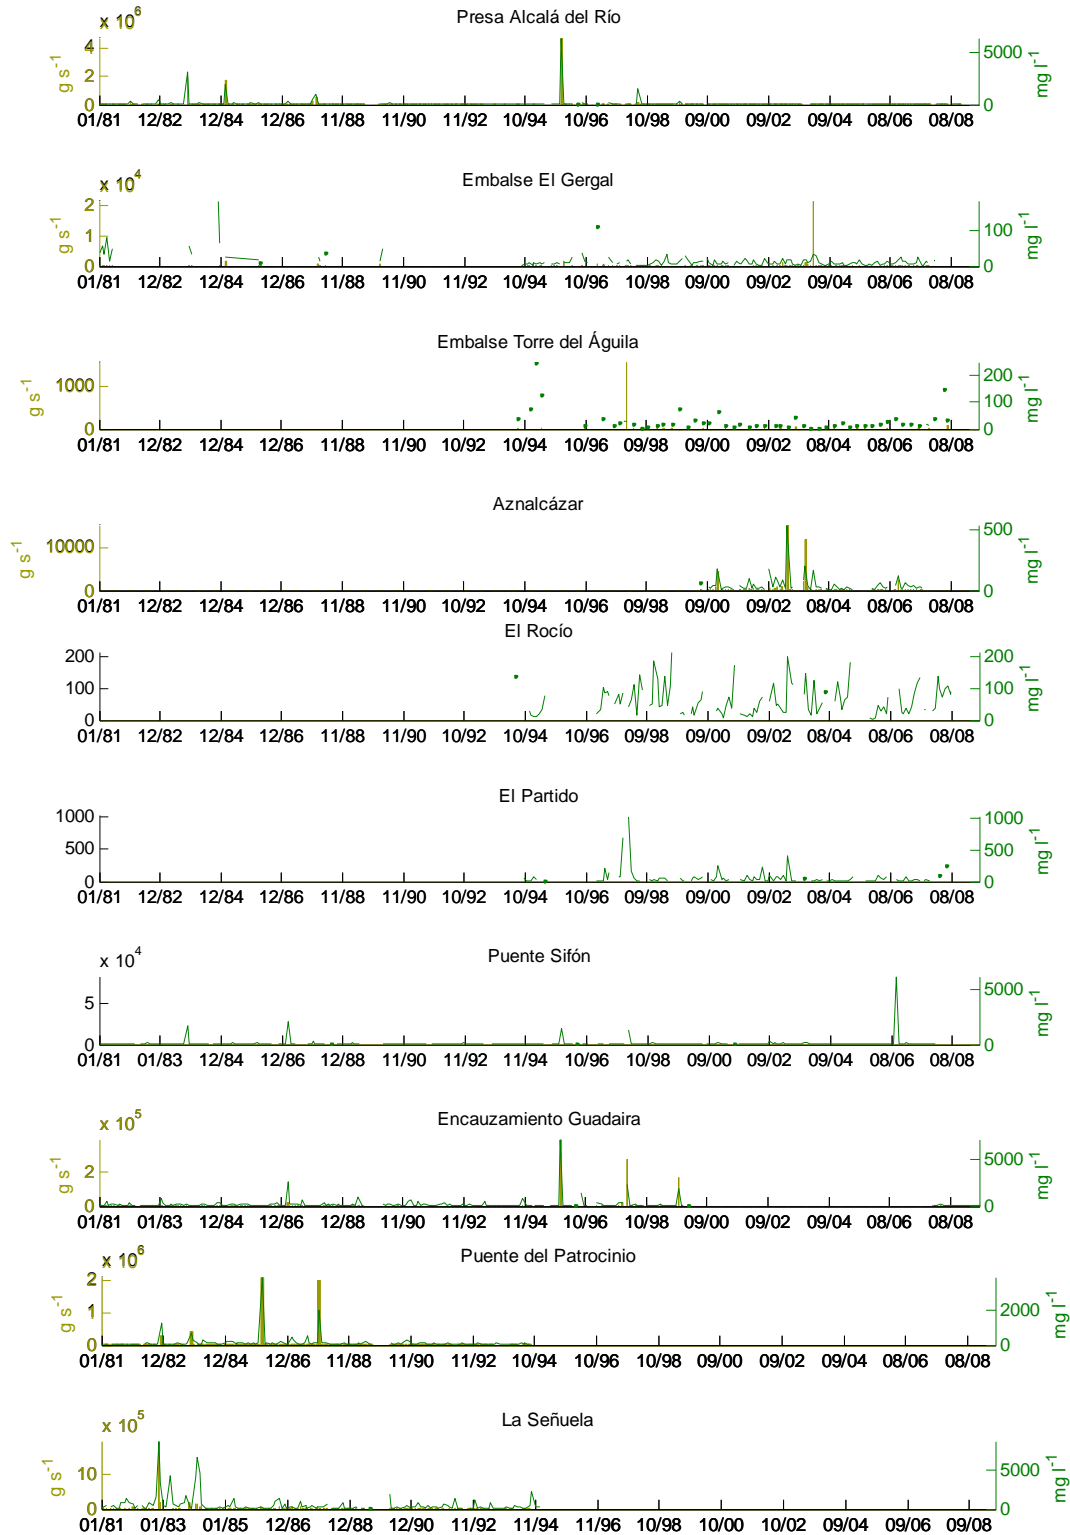 Presa Alcalá del Río
x 10^6
4
2
0
g s^-1
5000
0
mg l^-1
01/81 12/82 12/84 12/86 11/88 11/90 11/92 10/94 10/96 10/98 09/00 09/02 09/04 08/06 08/08
Embalse El Gergal
x 10^4
2
1
0
g s^-1
100
0
mg l^-1
01/81 12/82 12/84 12/86 11/88 11/90 11/92 10/94 10/96 10/98 09/00 09/02 09/04 08/06 08/08
Embalse Torre del Águila
1000
0
g s^-1
200
100
0
mg l^-1
01/81 12/82 12/84 12/86 11/88 11/90 11/92 10/94 10/96 09/98 09/00 09/02 08/04 08/06 08/08
Aznalcázar
10000
0
g s^-1
500
0
mg l^-1
01/81 12/82 12/84 12/86 11/88 11/90 11/92 10/94 10/96 09/98 09/00 09/02 08/04 08/06 08/08
El Rocío
200
100
0
200
100
0
mg l^-1
01/81 12/82 12/84 12/86 11/88 11/90 11/92 10/94 10/96 09/98 09/00 09/02 08/04 08/06 08/08
El Partido
1000
500
0
1000
500
0
mg l^-1
01/81 12/82 12/84 12/86 11/88 11/90 11/92 10/94 10/96 09/98 09/00 09/02 08/04 08/06 08/08
Puente Sifón
x 10^4
5
0
5000
0
mg l^-1
01/81 01/83 12/84 12/86 12/88 11/90 11/92 11/94 10/96 10/98 09/00 09/02 09/04 08/06 08/08
Encauzamiento Guadaira
x 10^5
2
0
g s^-1
5000
0
mg l^-1
01/81 01/83 12/84 12/86 12/88 11/90 11/92 11/94 10/96 10/98 09/00 09/02 09/04 08/06 08/08
Puente del Patrocinio
x 10^6
2
1
0
g s^-1
2000
0
mg l^-1
01/81 12/82 12/84 12/86 12/88 11/90 11/92 10/94 10/96 10/98 09/00 09/02 09/04 08/06 08/08
La Señuela
x 10^5
10
0
g s^-1
5000
0
mg l^-1
01/81 01/83 01/85 12/86 12/88 12/90 11/92 11/94 11/96 10/98 10/00 10/02 09/04 09/06 08/08